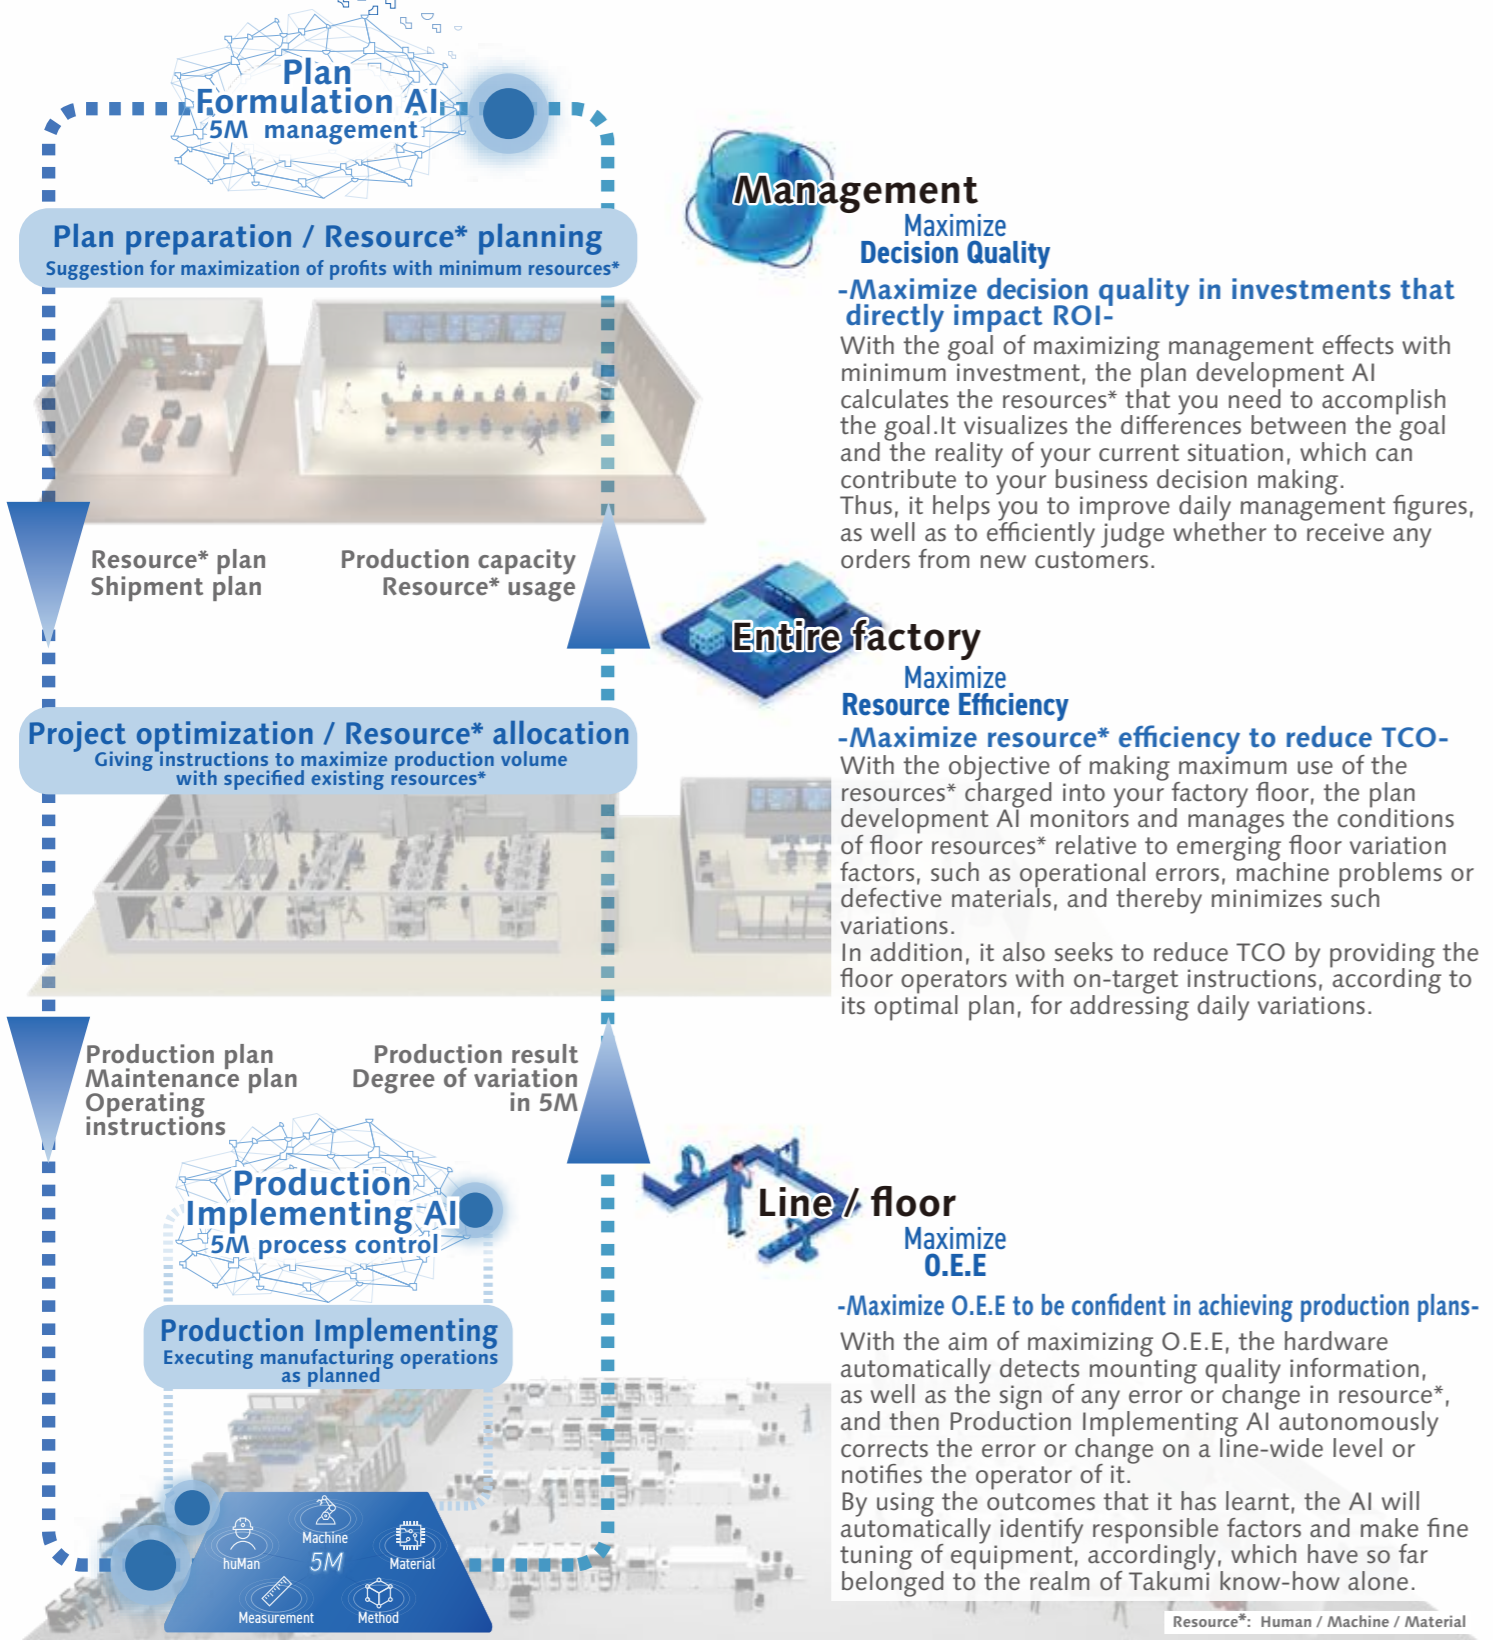 Plan
Formulation AI
5M management
Plan preparation / Resource* planning
Suggestion for maximization of profits with minimum resources*
Resource* plan
Shipment plan
Production capacity
Resource* usage
Project optimization / Resource* allocation
Giving instructions to maximize production volume
with specified existing resources*
Production plan
Maintenance plan
Operating
instructions
Production result
Degree of variation
in 5M
Production
Implementing AI
5M process control
Production Implementing
Executing manufacturing operations
as planned
Machine
huMan
5M
Material
Measurement
Method
Management
Maximize
Decision Quality
-Maximize decision quality in investments that
directly impact ROI-
With the goal of maximizing management effects with
minimum investment, the plan development AI
calculates the resources* that you need to accomplish
the goal.It visualizes the differences between the goal
and the reality of your current situation, which can
contribute to your business decision making.
Thus, it helps you to improve daily management figures,
as well as to efficiently judge whether to receive any
orders from new customers.
Entire factory
Maximize
Resource Efficiency
-Maximize resource* efficiency to reduce TCO-
With the objective of making maximum use of the
resources* charged into your factory floor, the plan
development AI monitors and manages the conditions
of floor resources* relative to emerging floor variation
factors, such as operational errors, machine problems or
defective materials, and thereby minimizes such
variations.
In addition, it also seeks to reduce TCO by providing the
floor operators with on-target instructions, according to
its optimal plan, for addressing daily variations.
Line / floor
Maximize
O.E.E
-Maximize O.E.E to be confident in achieving production plans-
With the aim of maximizing O.E.E, the hardware
automatically detects mounting quality information,
as well as the sign of any error or change in resource*,
and then Production Implementing AI autonomously
corrects the error or change on a line-wide level or
notifies the operator of it.
By using the outcomes that it has learnt, the AI will
automatically identify responsible factors and make fine
tuning of equipment, accordingly, which have so far
belonged to the realm of Takumi know-how alone.
Resource*: Human / Machine / Material